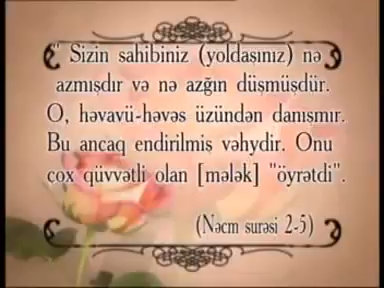 " Sizin sahibiniz (yoldaşınız) nə
azmışdır və nə azğın düşmüşdür.
O, həvavü-həvəs üzündən danışmır.
Bu ancaq endirilmiş vəhydir. Onu
çox qüvvətli olan [mələk] "öyrətdi".
(Nəcm surəsi 2-5)